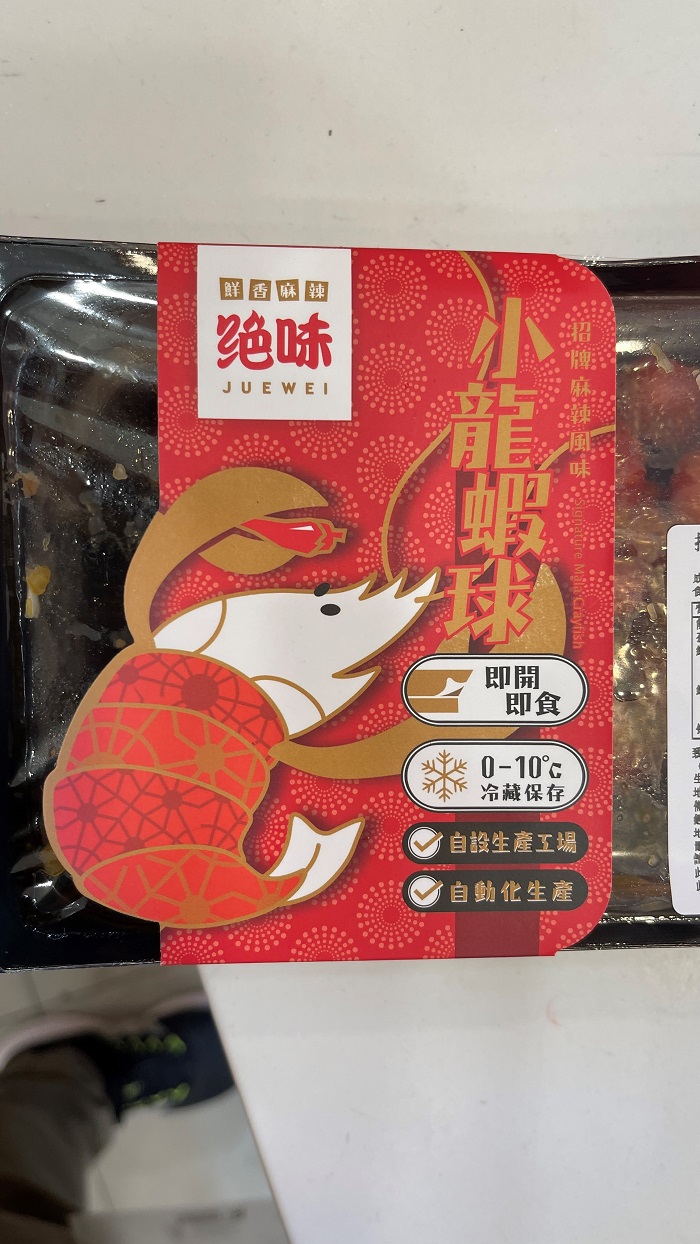 鮮香麻辣
绝味
JUEWEI
小龍蝦球
招牌麻辣風味
Signature Mala Crayfish
即開
即食
0-10℃
冷藏保存
自設生產工場
自動化生產